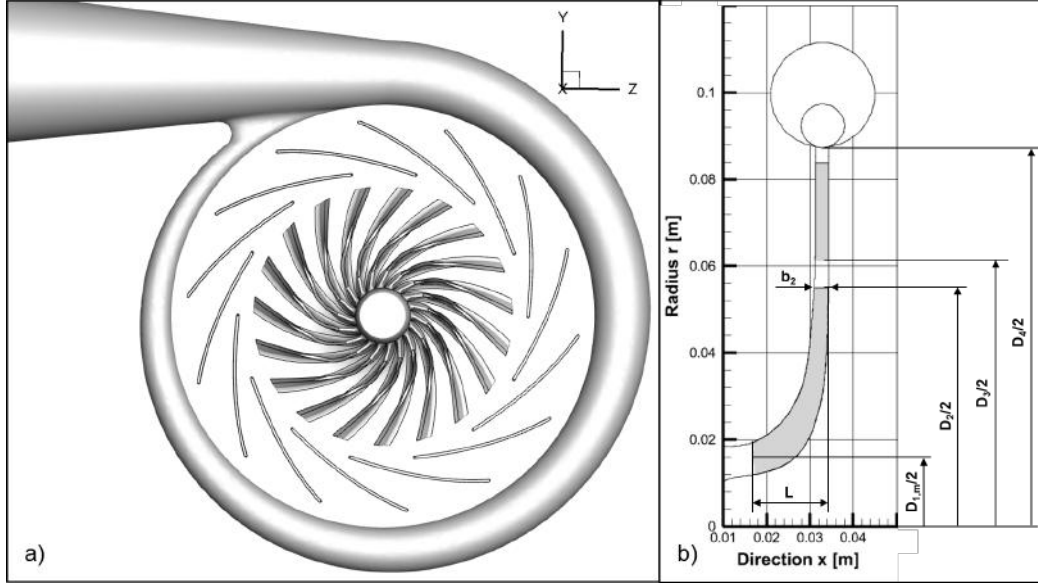 Y
X
Z
a)
0.1
0.08
0.06
0.04
0.02
0
Radius r [m]
b₂
L
D₁,ₘ/2
D₂/2
D₃/2
D₄/2
0.01
0.02
0.03
0.04
Direction x [m]
b)